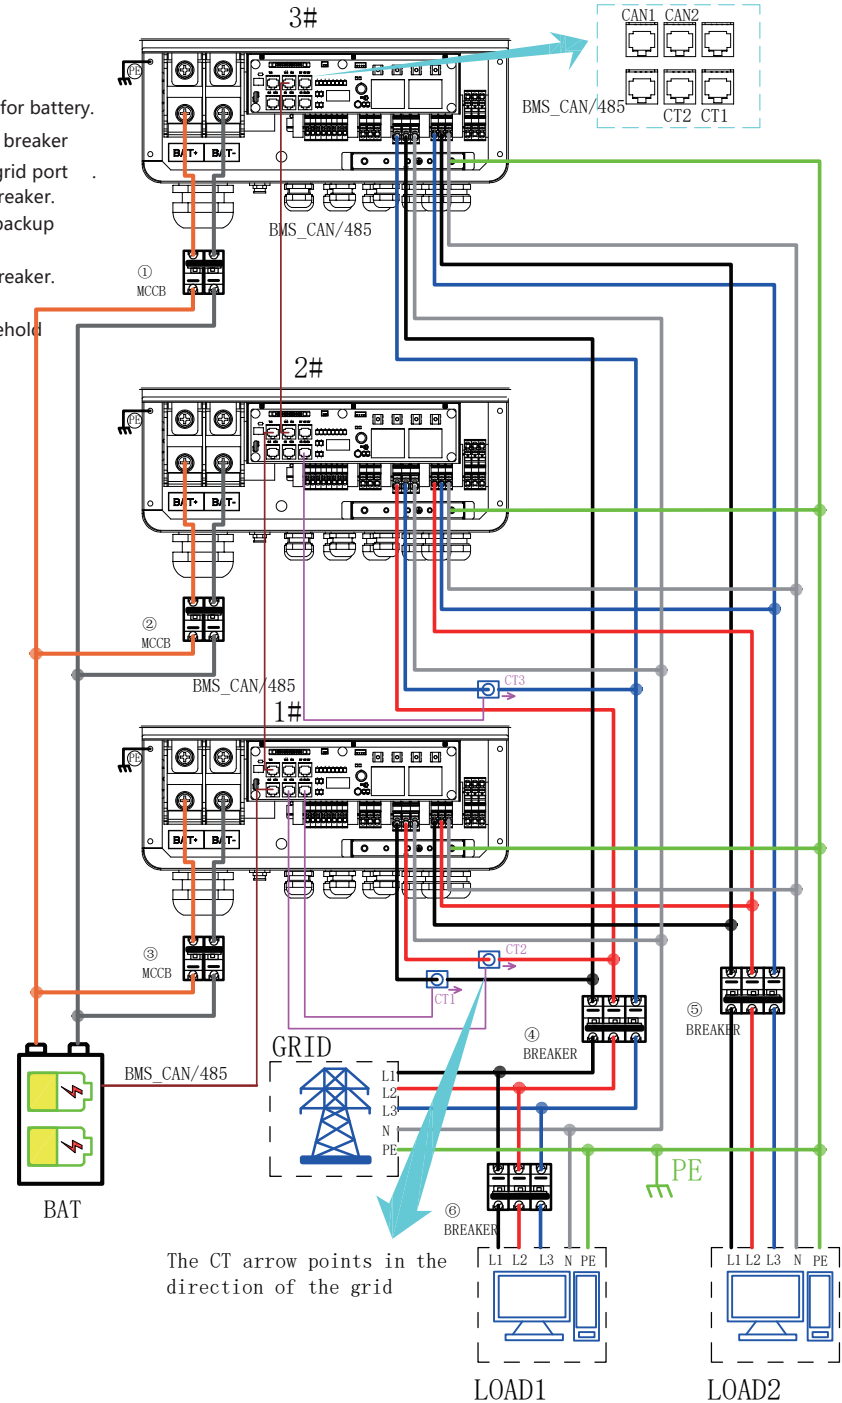 3#
CAN1 CAN2
BMS_CAN/485
CT2 CT1
PE
for battery.
breaker
grid port .
reaker.
backup
reaker.
ehold
BAT+ BAT-
BMS_CAN/485
①
MCCB
2#
PE
BAT+ BAT-
②
MCCB
BMS_CAN/485
CT3
1#
PE
BAT+ BAT-
③
MCCB
CT2
CT1
④
BREAKER
⑤
BREAKER
GRID
L1
L2
L3
N
PE
BMS_CAN/485
BAT
PE
⑥
BREAKER
The CT arrow points in the
direction of the grid
L1 L2 L3 N PE
L1 L2 L3 N PE
LOAD1
LOAD2